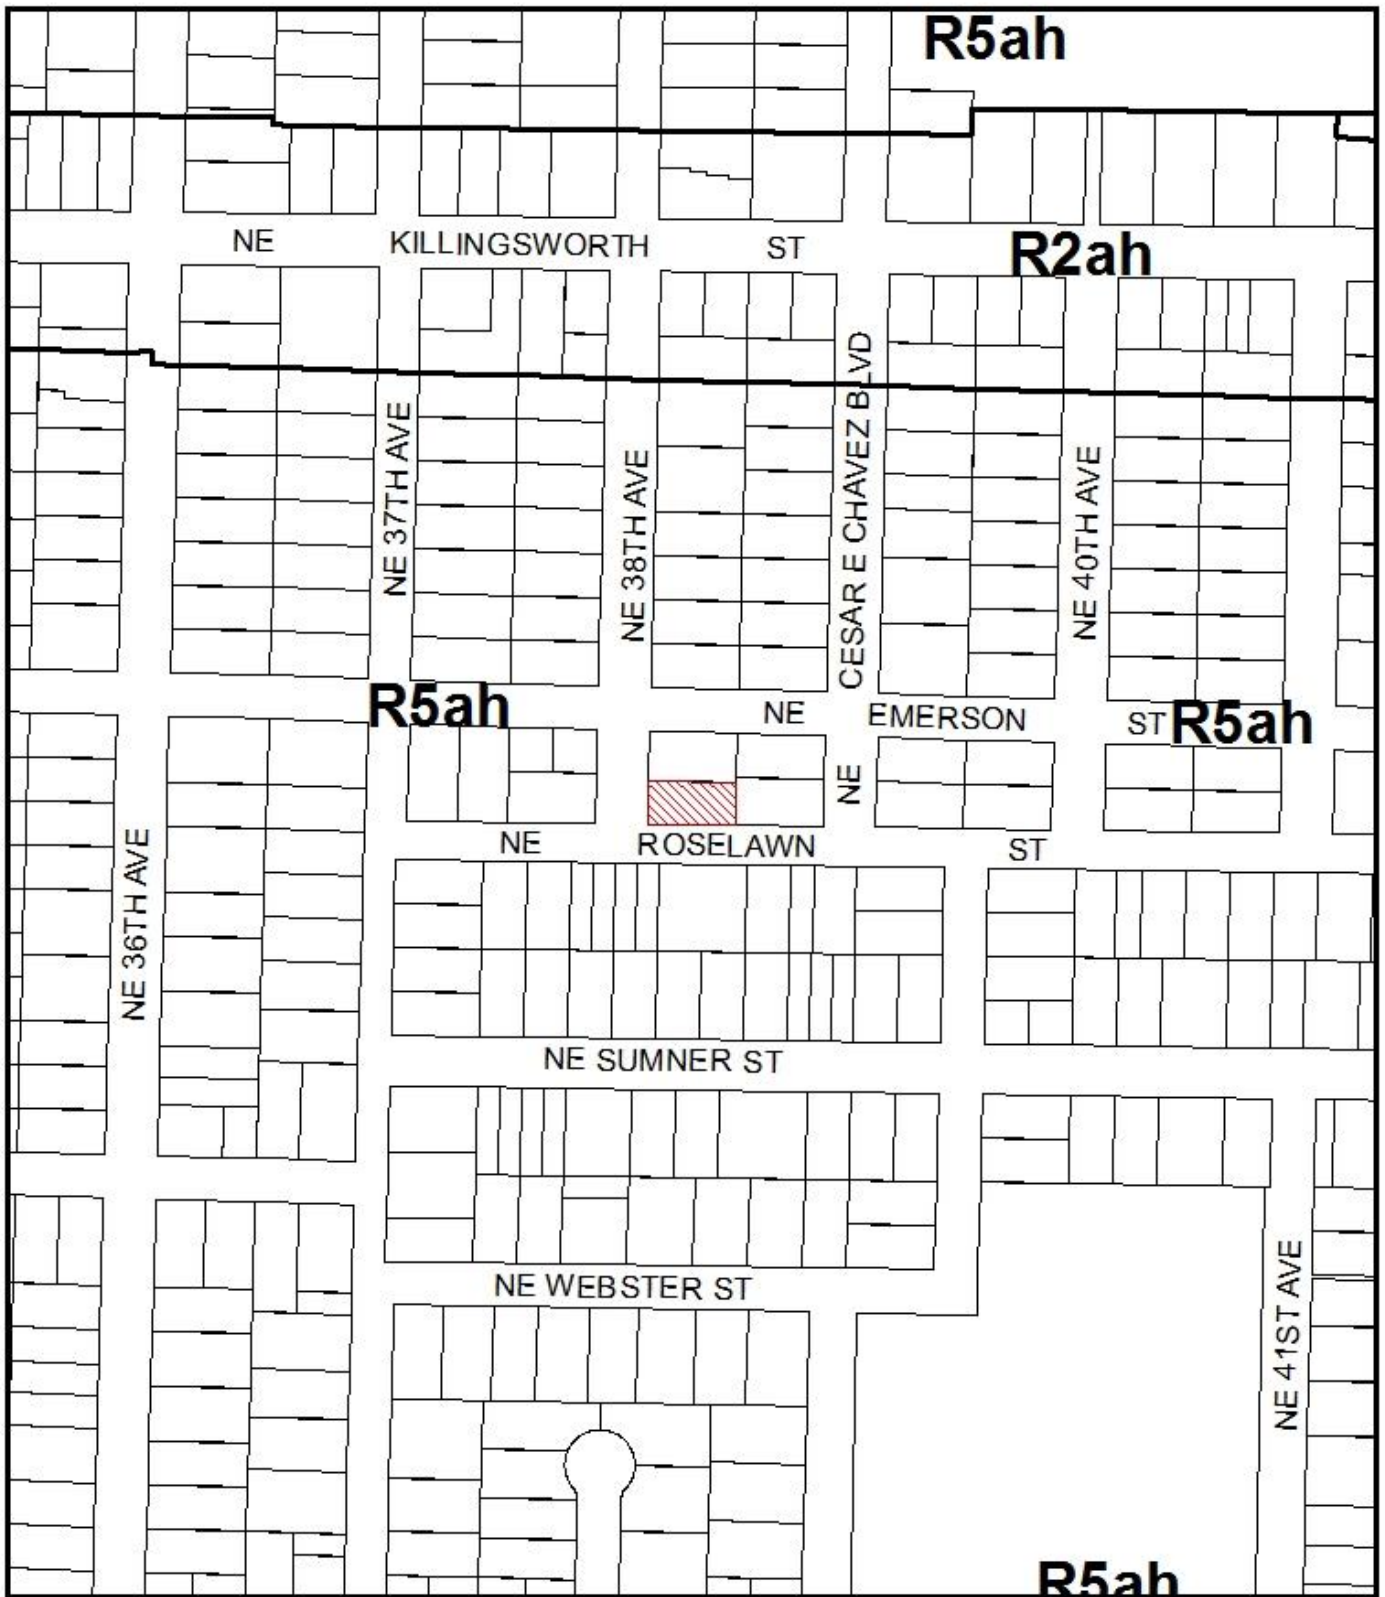 R5ah
NE KILLINGSWORTH ST
R2ah
NE 37TH AVE
NE 38TH AVE
NE CESAR E CHAVEZ BLVD
NE 40TH AVE
R5ah
NE EMERSON ST
R5ah
NE ROSELAWN ST
NE 36TH AVE
NE SUMNER ST
NE WEBSTER ST
NE 41ST AVE
R5ah